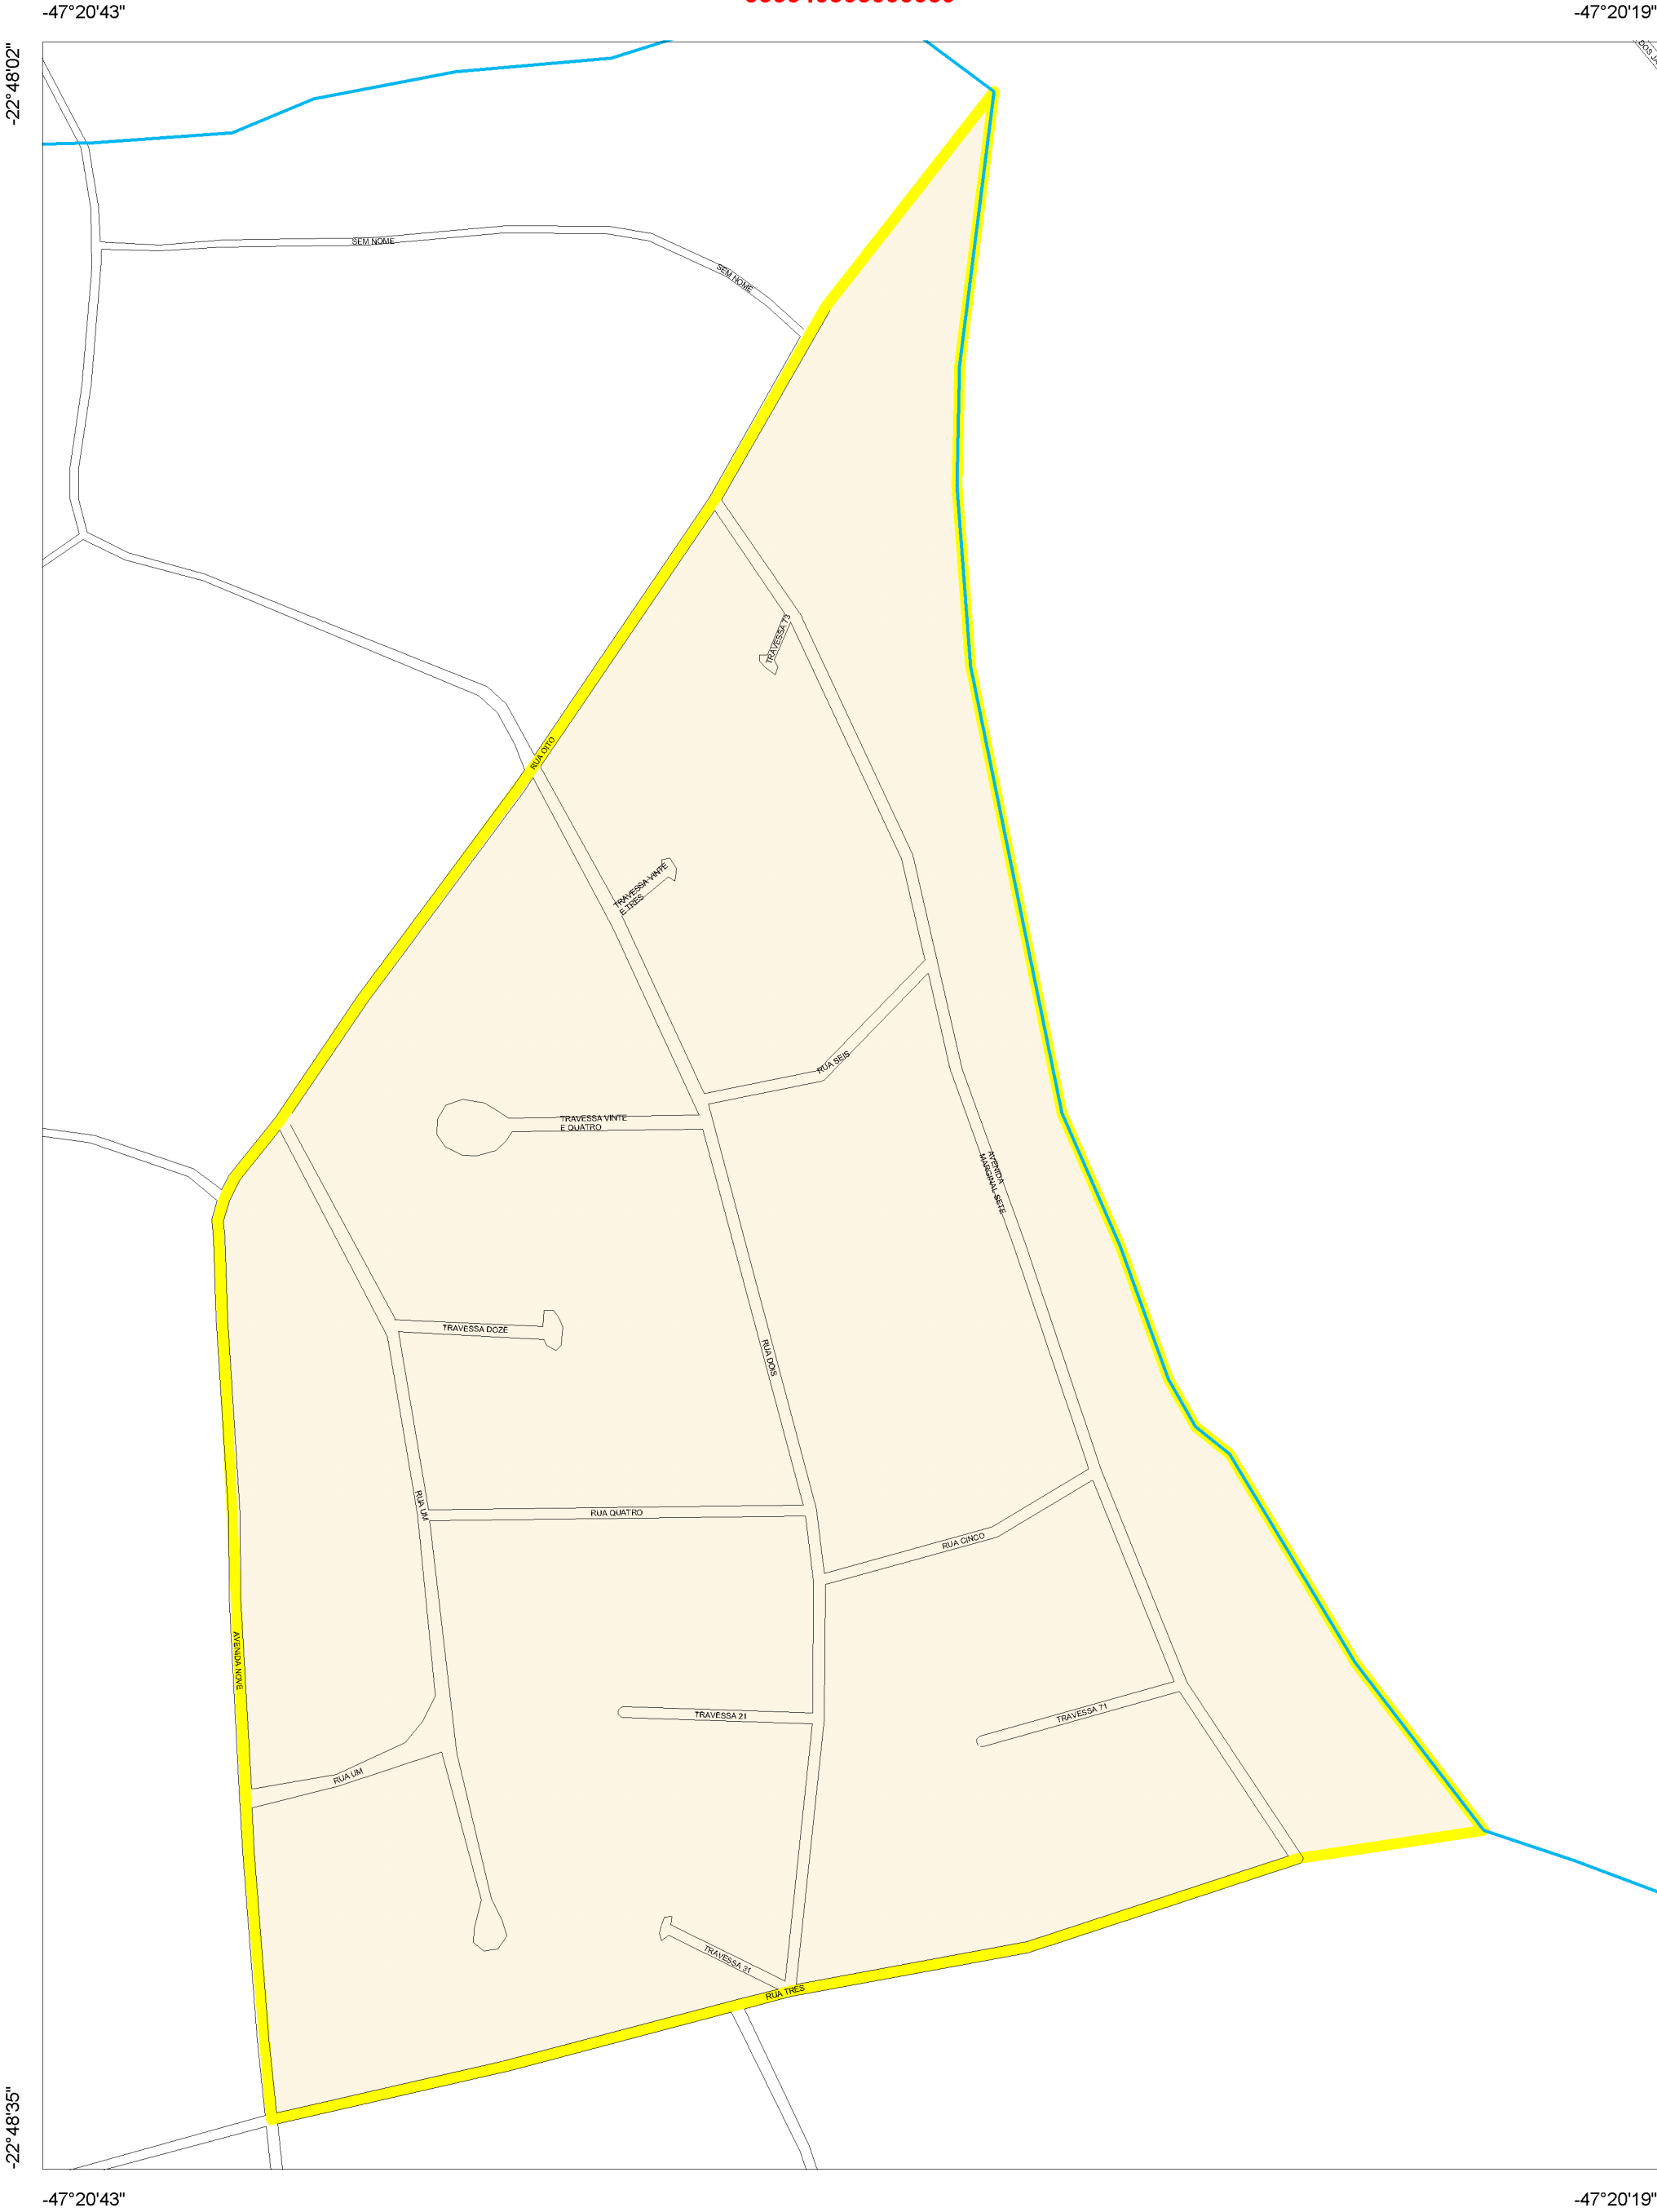 -47°20'43"
-47°20'19"
-22°48'02"
SEM NOME
SEM NOME
TRAVESSA 73
RUA OITO
TRAVESSA VINTE
E TRES
RUA SEIS
TRAVESSA VINTE
E QUATRO
AVENIDA
MARGINAL SETE
TRAVESSA DOZE
RUA DOIS
RUA UM
RUA QUATRO
RUA CINCO
AVENIDA NOVE
TRAVESSA 21
TRAVESSA 71
RUA UM
TRAVESSA 31
RUA TRES
-22°48'35"
-47°20'43"
-47°20'19"